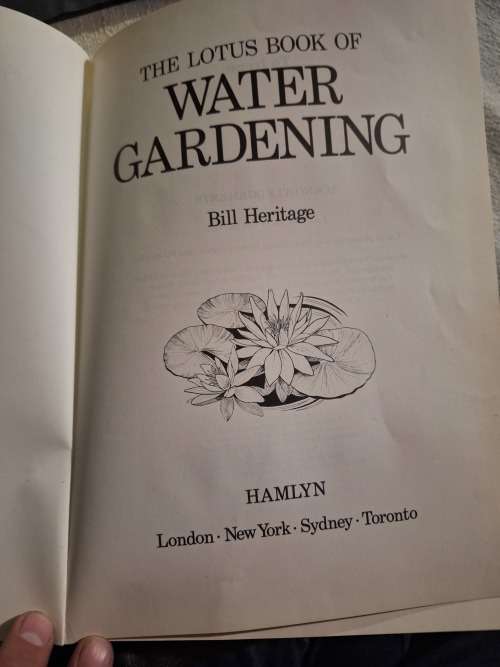 THE LOTUS BOOK OF
WATER
GARDENING
Bill Heritage
HAMLYN
London · New York · Sydney · Toronto